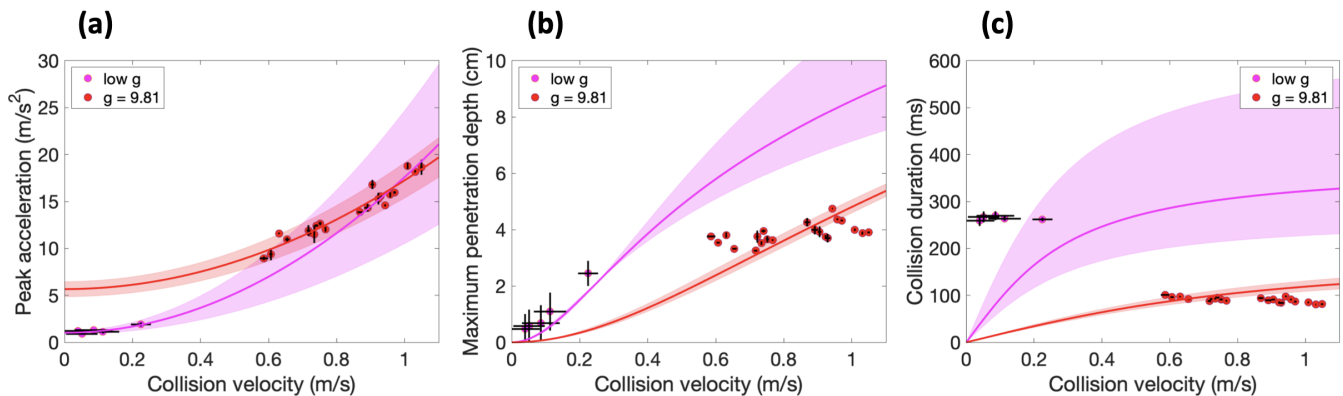 (a)
30
25
20
15
10
5
0
Peak acceleration (m/s²)
low g
g = 9.81
0 0.2 0.4 0.6 0.8 1
Collision velocity (m/s)
(b)
10
8
6
4
2
0
Maximum penetration depth (cm)
low g
g = 9.81
0 0.2 0.4 0.6 0.8 1
Collision velocity (m/s)
(c)
600
500
400
300
200
100
0
Collision duration (ms)
low g
g = 9.81
0 0.2 0.4 0.6 0.8 1
Collision velocity (m/s)